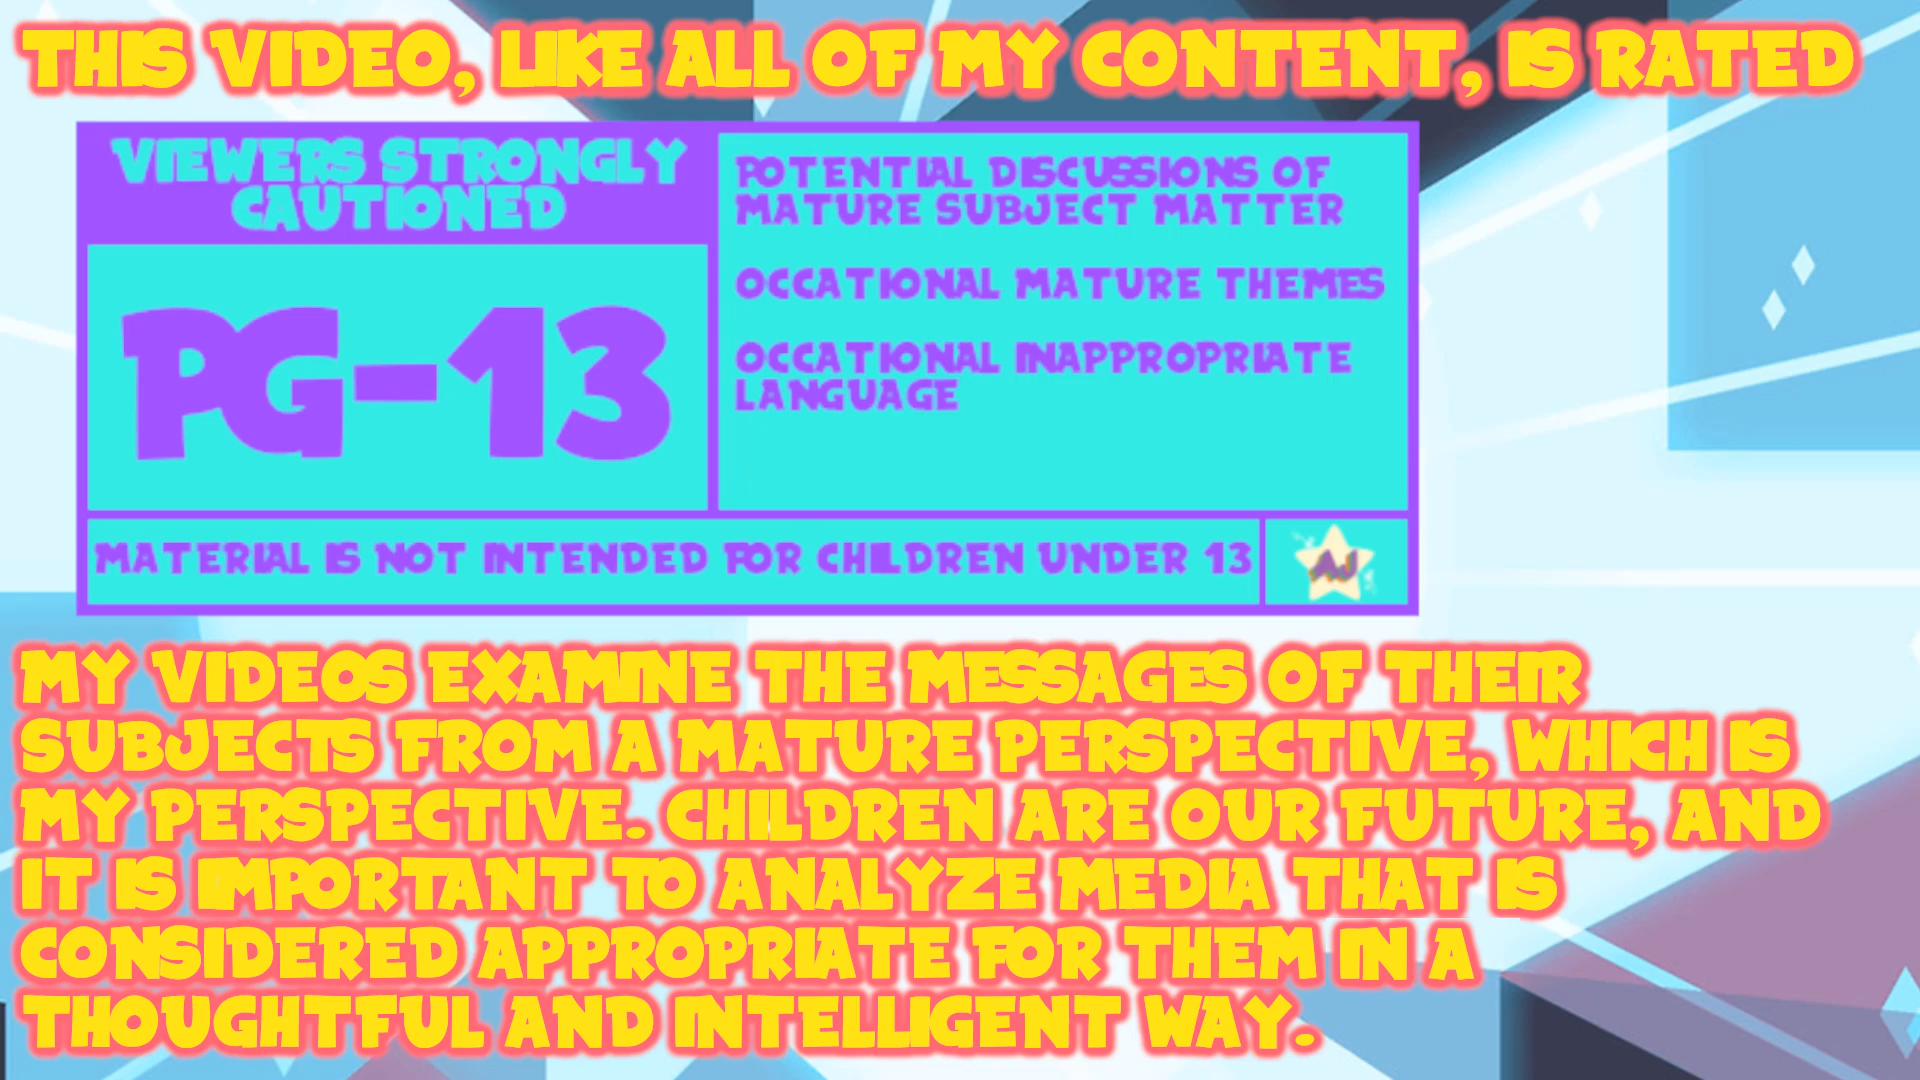 THIS VIDEO, LIKE ALL OF MY CONTENT, IS RATED
VIEWERS STRONGLY
CAUTIONED
PG-13
POTENTIAL DISCUSSIONS OF
MATURE SUBJECT MATTER
OCCATIONAL MATURE THEMES
OCCATIONAL INAPPROPRIATE
LANGUAGE
MATERIAL IS NOT INTENDED FOR CHILDREN UNDER 13
AJ
MY VIDEOS EXAMINE THE MESSAGES OF THEIR
SUBJECTS FROM A MATURE PERSPECTIVE, WHICH IS
MY PERSPECTIVE. CHILDREN ARE OUR FUTURE, AND
IT IS IMPORTANT TO ANALYZE MEDIA THAT IS
CONSIDERED APPROPRIATE FOR THEM IN A
THOUGHTFUL AND INTELLIGENT WAY.